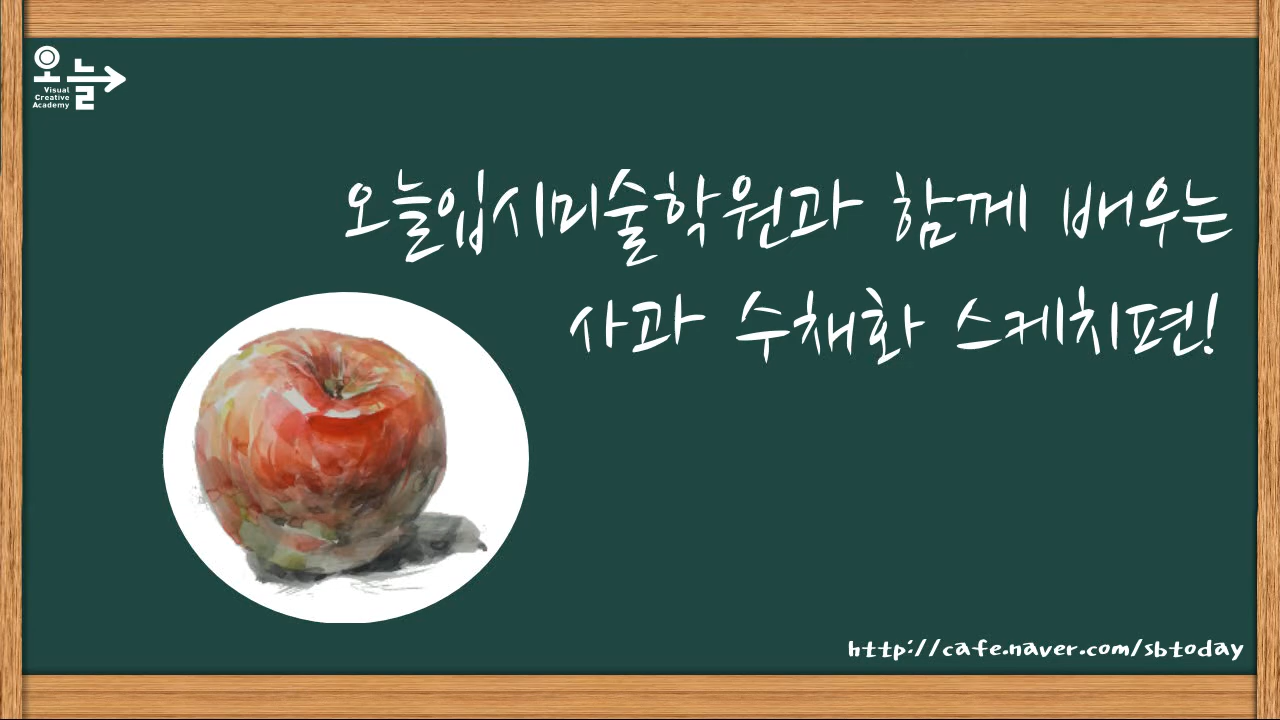 오늘
Visual
Creative
Academy
오늘입시미술학원과 함께 배우는
사과 수채화 스케치편!
http://cafe.naver.com/sbtoday